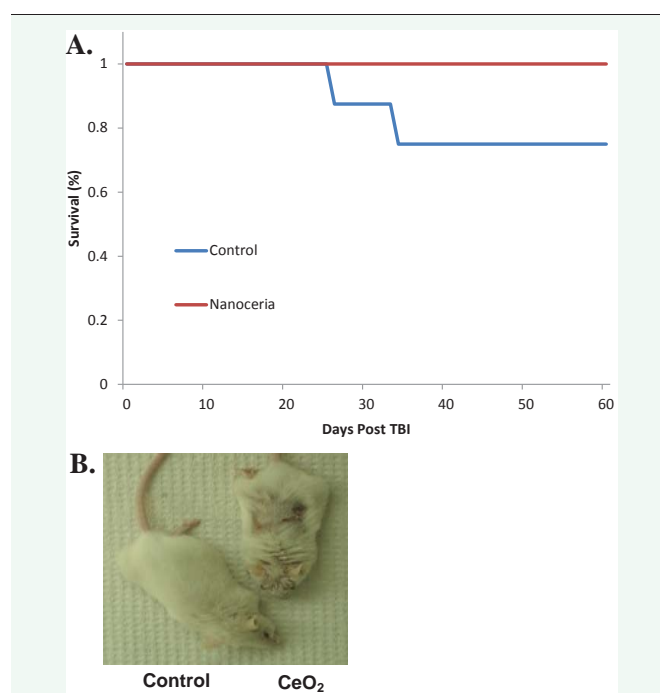 A.
Survival (%)
1
0.8
0.6
0.4
0.2
0
Control
Nanoceria
0 10 20 30 40 50 60
Days Post TBI
B.
Control CeO₂